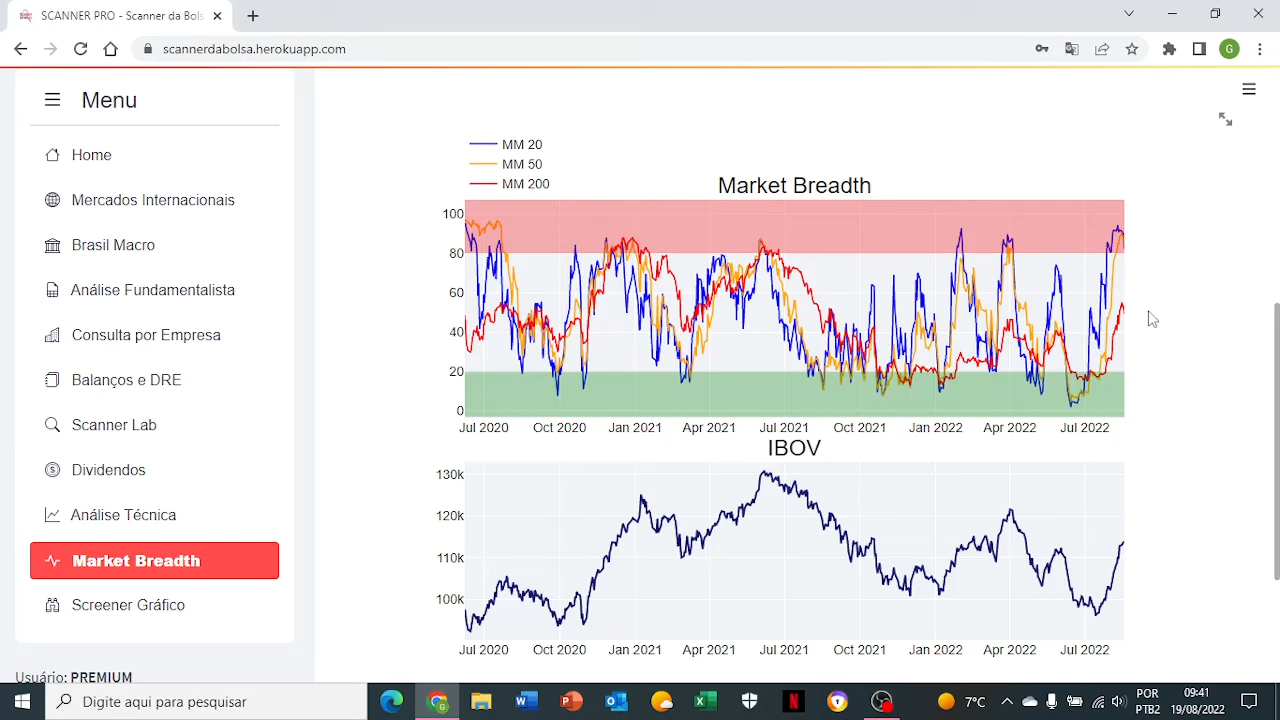 SCANNER PRO - Scanner da Bols
scannerdabolsa.herokuapp.com
G
Menu
Home
Mercados Internacionais
Brasil Macro
Análise Fundamentalista
Consulta por Empresa
Balanços e DRE
Scanner Lab
Dividendos
Análise Técnica
Market Breadth
Screener Gráfico
Usuário: PREMIUM
MM 20
MM 50
MM 200
Market Breadth
100
80
60
40
20
0
Jul 2020 Oct 2020 Jan 2021 Apr 2021 Jul 2021 Oct 2021 Jan 2022 Apr 2022 Jul 2022
IBOV
130k
120k
110k
100k
Jul 2020 Oct 2020 Jan 2021 Apr 2021 Jul 2021 Oct 2021 Jan 2022 Apr 2022 Jul 2022
Digite aqui para pesquisar
7°C
POR
PTB2
09:41
19/08/2022